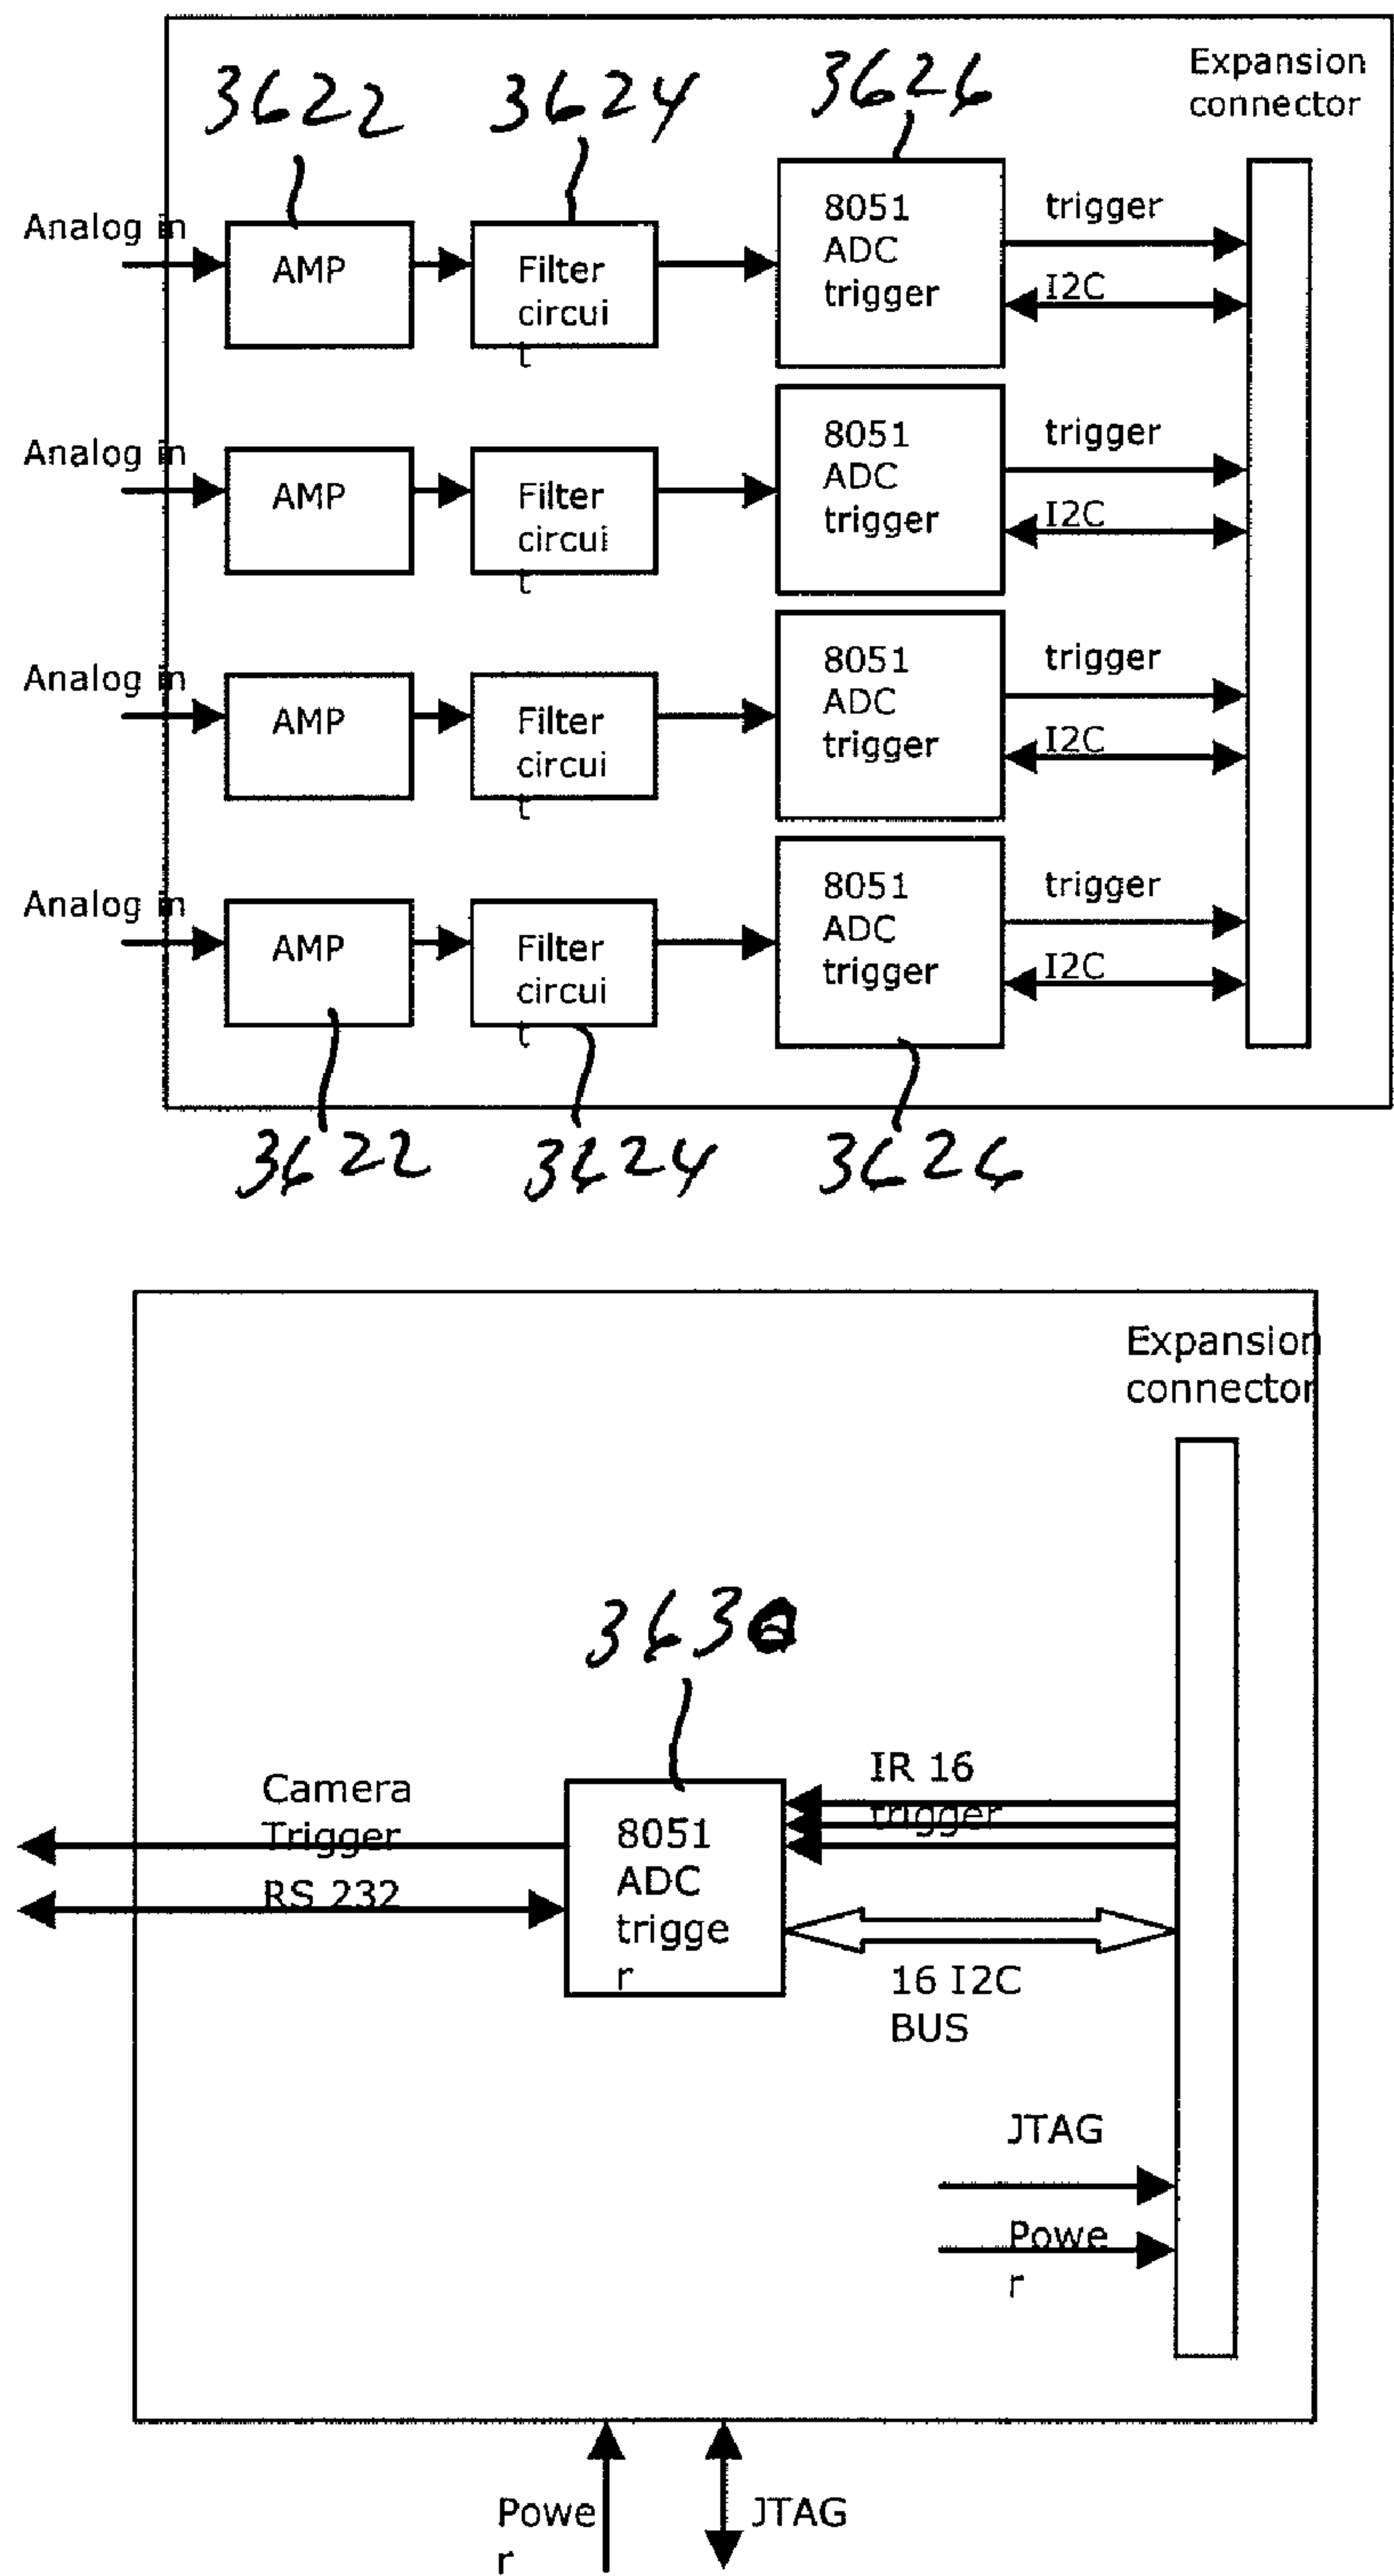 3622 3624 3626
Expansion
connector
Analog in
AMP
Filter
circui
t
8051
ADC
trigger
trigger
I2C
Analog in
AMP
Filter
circui
t
8051
ADC
trigger
trigger
I2C
Analog in
AMP
Filter
circui
t
8051
ADC
trigger
trigger
I2C
Analog in
AMP
Filter
circui
t
8051
ADC
trigger
trigger
I2C
3622 3624 3626
Expansion
connector
3630
Camera
Trigger
RS 232
8051
ADC
trigge
r
IR 16
trigger
16 I2C
BUS
JTAG
Powe
r
Powe
r
JTAG